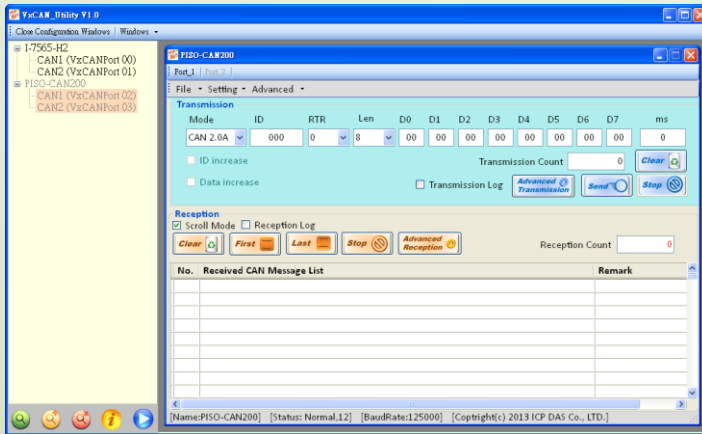 VxCAN_Utility V1.0
Close Configuration Windows Windows
I-7565-H2
CAN1 (VxCANPort 00)
CAN2 (VxCANPort 01)
PISO-CAN200
CAN1 (VxCANPort 02)
CAN2 (VxCANPort 03)
PISO-CAN200
Port_1 Port_2
File Setting Advanced
Transmission
Mode ID RTR Len D0 D1 D2 D3 D4 D5 D6 D7 ms
CAN 2.0A 000 0 8 00 00 00 00 00 00 00 00 0
ID increase Transmission Count 0 Clear
Data increase Transmission Log Advanced Transmission Send Stop
Reception
Scroll Mode Reception Log
Clear First Last Stop Advanced Reception Reception Count 0
No. Received CAN Message List Remark
[Name:PISO-CAN200] [Status: Normal,12] [BaudRate:125000] [Coptright(c) 2013 ICP DAS Co., LTD.]